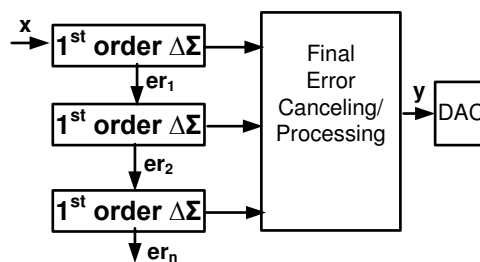 x
1st order ΔΣ
er1
1st order ΔΣ
er2
1st order ΔΣ
ern
Final
Error
Canceling/
Processing
y
DAC